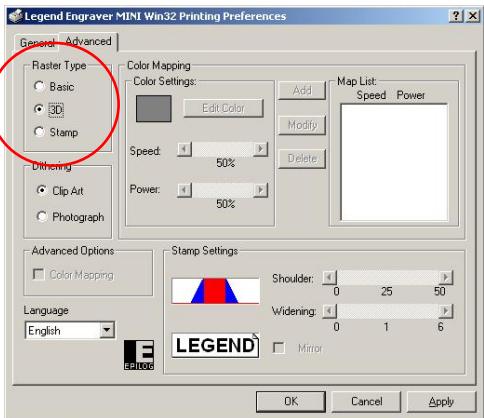 Legend Engraver MINI Win32 Printing Preferences
General Advanced
Raster Type
Basic
3D
Stamp
Dithering
Clip Art
Photograph
Color Mapping
Color Settings:
Edit Color
Speed:
50%
Power:
50%
Add
Modify
Delete
Map List:
Speed Power
Advanced Options
Color Mapping
Language
English
EPILOG
Stamp Settings
LEGEND
Shoulder:
0 25 50
Widening:
0 1 6
Mirror
OK Cancel Apply